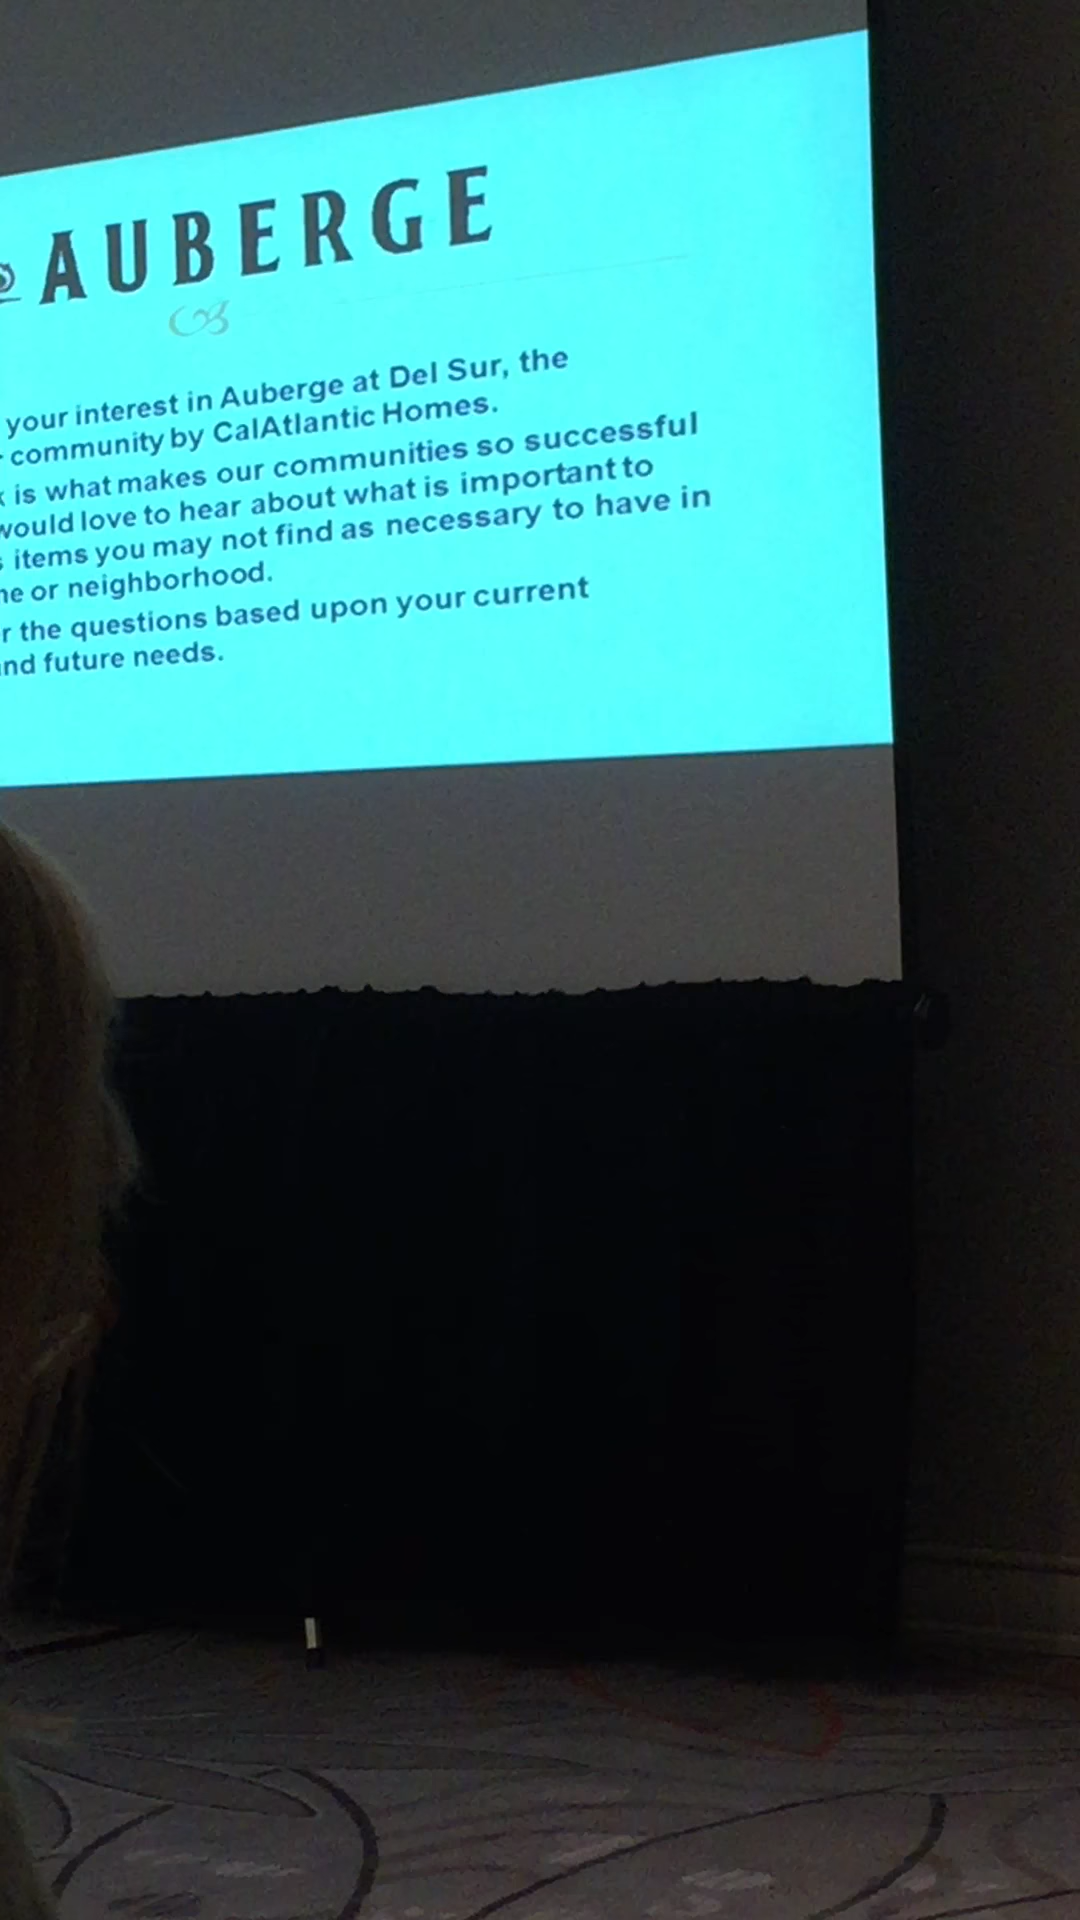 AUBERGE
your interest in Auberge at Del Sur, the
community by CalAtlantic Homes.
is what makes our communities so successful
would love to hear about what is important to
items you may not find as necessary to have in
or neighborhood.
the questions based upon your current
and future needs.